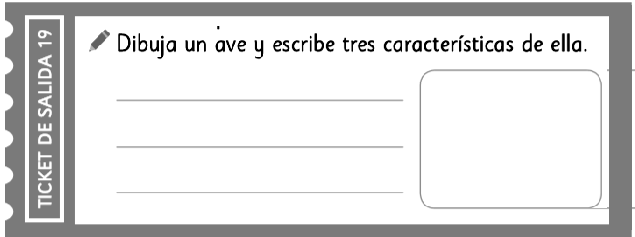 TICKET DE SALIDA 19
Dibuja un ave y escribe tres características de ella.